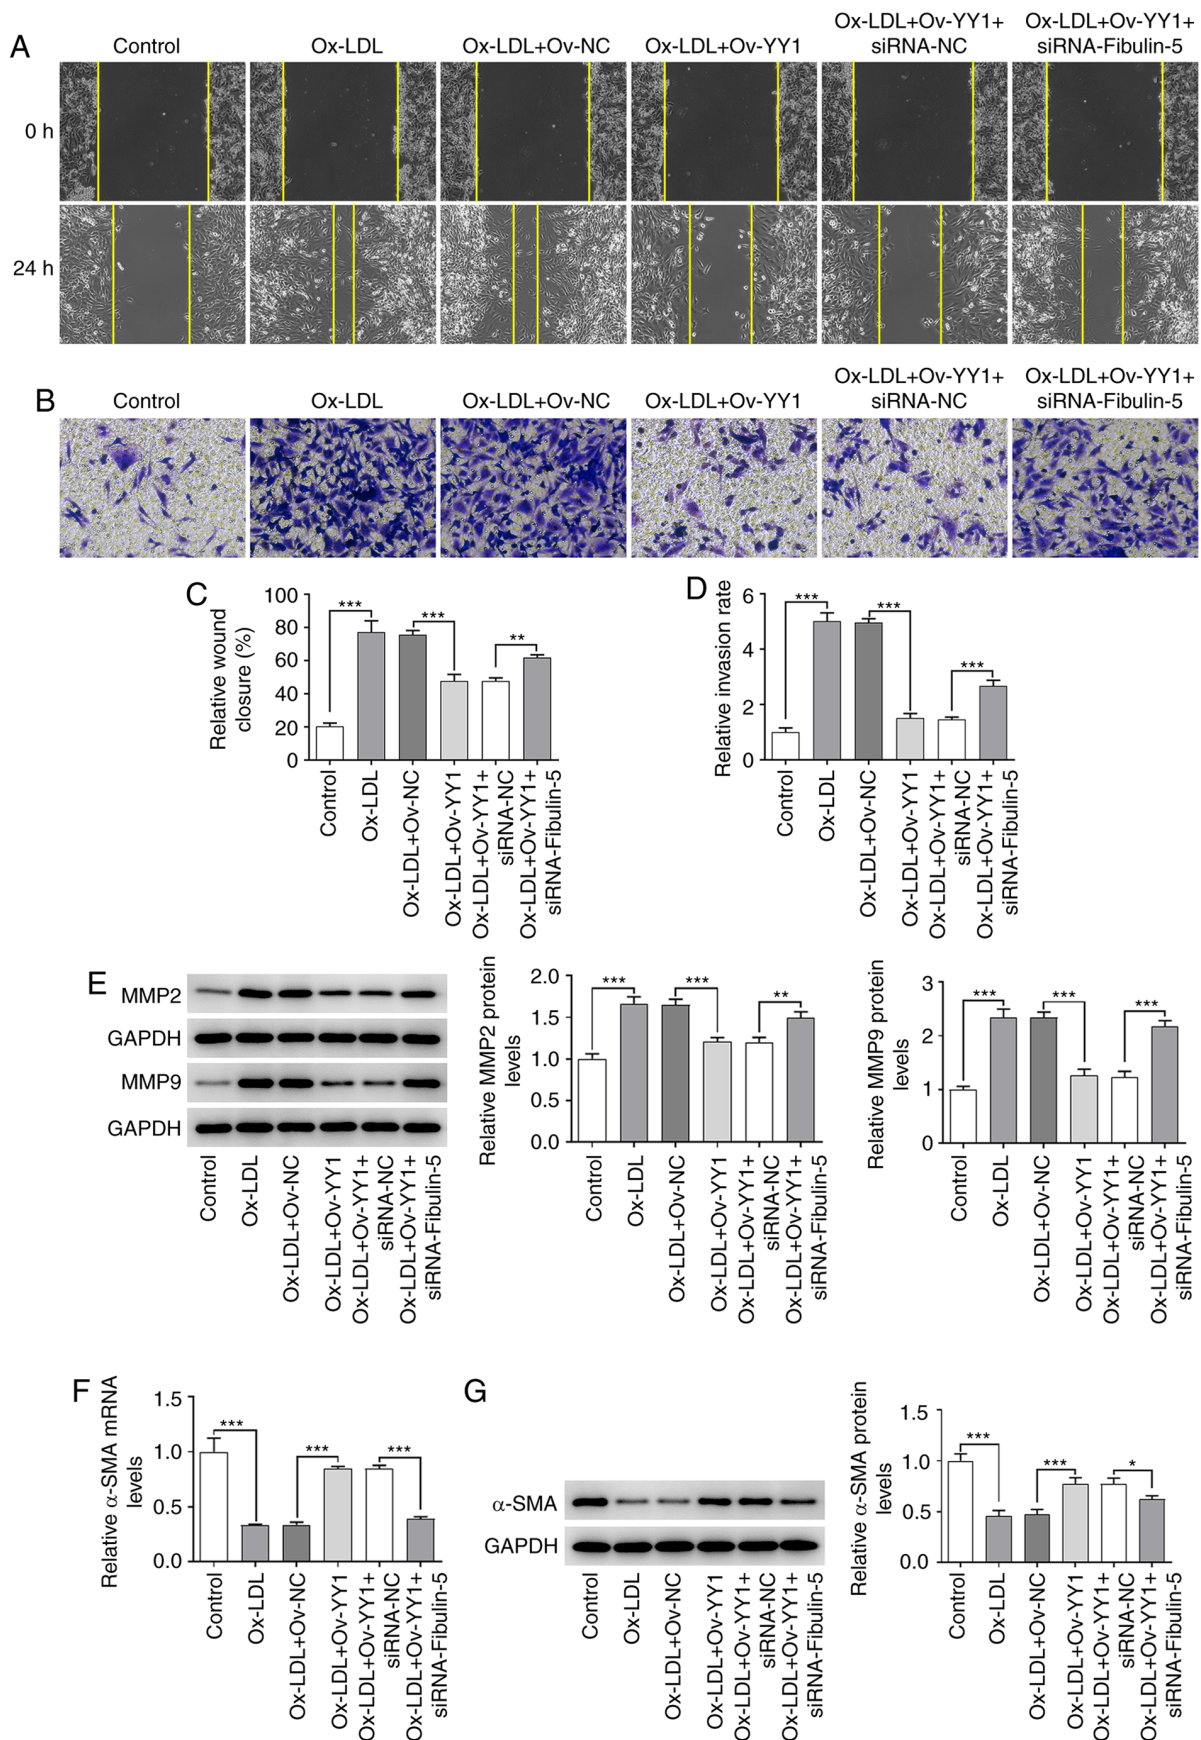 A
Control
Ox-LDL
Ox-LDL+Ov-NC
Ox-LDL+Ov-YY1
Ox-LDL+Ov-YY1+
siRNA-NC
Ox-LDL+Ov-YY1+
siRNA-Fibulin-5
0 h
24 h
B
Control
Ox-LDL
Ox-LDL+Ov-NC
Ox-LDL+Ov-YY1
Ox-LDL+Ov-YY1+
siRNA-NC
Ox-LDL+Ov-YY1+
siRNA-Fibulin-5
C
Relative wound
closure (%)
100
80
60
40
20
0
***
***
**
Control
Ox-LDL
Ox-LDL+Ov-NC
Ox-LDL+Ov-YY1
Ox-LDL+Ov-YY1+
siRNA-NC
Ox-LDL+Ov-YY1+
siRNA-Fibulin-5
D
Relative invasion rate
6
4
2
0
***
***
***
Control
Ox-LDL
Ox-LDL+Ov-NC
Ox-LDL+Ov-YY1
Ox-LDL+Ov-YY1+
siRNA-NC
Ox-LDL+Ov-YY1+
siRNA-Fibulin-5
E
MMP2
GAPDH
MMP9
GAPDH
Control
Ox-LDL
Ox-LDL+Ov-NC
Ox-LDL+Ov-YY1
Ox-LDL+Ov-YY1+
siRNA-NC
Ox-LDL+Ov-YY1+
siRNA-Fibulin-5
Relative MMP2 protein
levels
2.0
1.5
1.0
0.5
0.0
***
***
**
Control
Ox-LDL
Ox-LDL+Ov-NC
Ox-LDL+Ov-YY1
Ox-LDL+Ov-YY1+
siRNA-NC
Ox-LDL+Ov-YY1+
siRNA-Fibulin-5
Relative MMP9 protein
levels
3
2
1
0
***
***
***
Control
Ox-LDL
Ox-LDL+Ov-NC
Ox-LDL+Ov-YY1
Ox-LDL+Ov-YY1+
siRNA-NC
Ox-LDL+Ov-YY1+
siRNA-Fibulin-5
F
Relative α-SMA mRNA
levels
1.5
1.0
0.5
0.0
***
***
***
Control
Ox-LDL
Ox-LDL+Ov-NC
Ox-LDL+Ov-YY1
Ox-LDL+Ov-YY1+
siRNA-NC
Ox-LDL+Ov-YY1+
siRNA-Fibulin-5
G
α-SMA
GAPDH
Control
Ox-LDL
Ox-LDL+Ov-NC
Ox-LDL+Ov-YY1
Ox-LDL+Ov-YY1+
siRNA-NC
Ox-LDL+Ov-YY1+
siRNA-Fibulin-5
Relative α-SMA protein
levels
1.5
1.0
0.5
0.0
***
***
*
Control
Ox-LDL
Ox-LDL+Ov-NC
Ox-LDL+Ov-YY1
Ox-LDL+Ov-YY1+
siRNA-NC
Ox-LDL+Ov-YY1+
siRNA-Fibulin-5